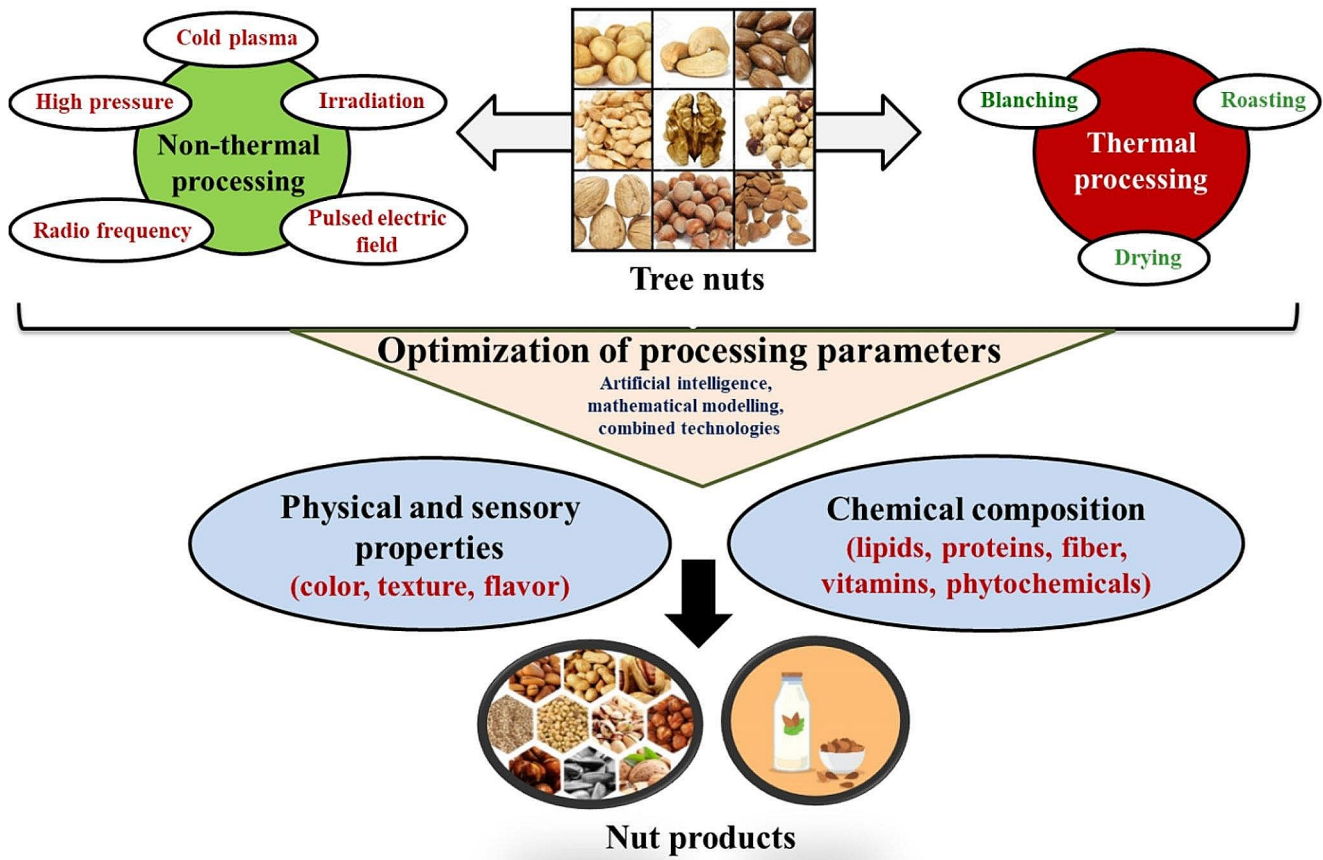 Cold plasma
High pressure
Irradiation
Non-thermal
processing
Radio frequency
Pulsed electric
field
Tree nuts
Blanching
Roasting
Thermal
processing
Drying
Optimization of processing parameters
Artificial intelligence,
mathematical modelling,
combined technologies
Physical and sensory
properties
(color, texture, flavor)
Chemical composition
(lipids, proteins, fiber,
vitamins, phytochemicals)
Nut products